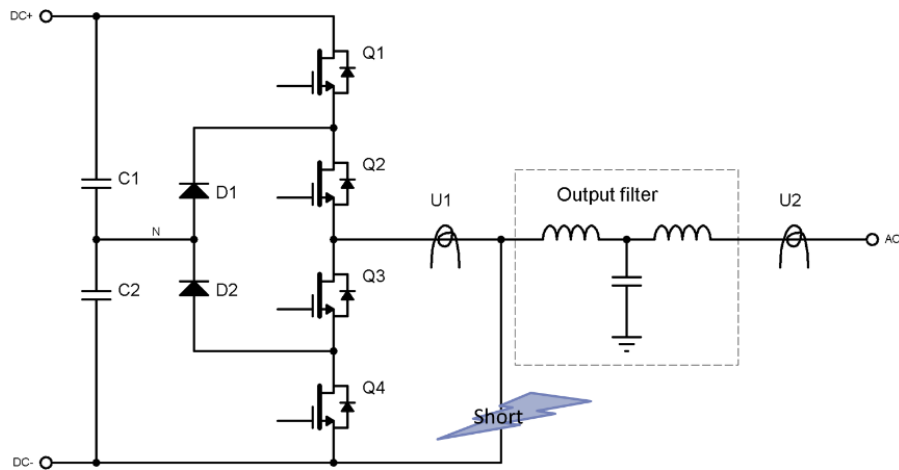 DC+
Q1
Q2
C1
D1
Output filter
U1
U2
N
AC
C2
D2
Q3
Q4
Short
DC-